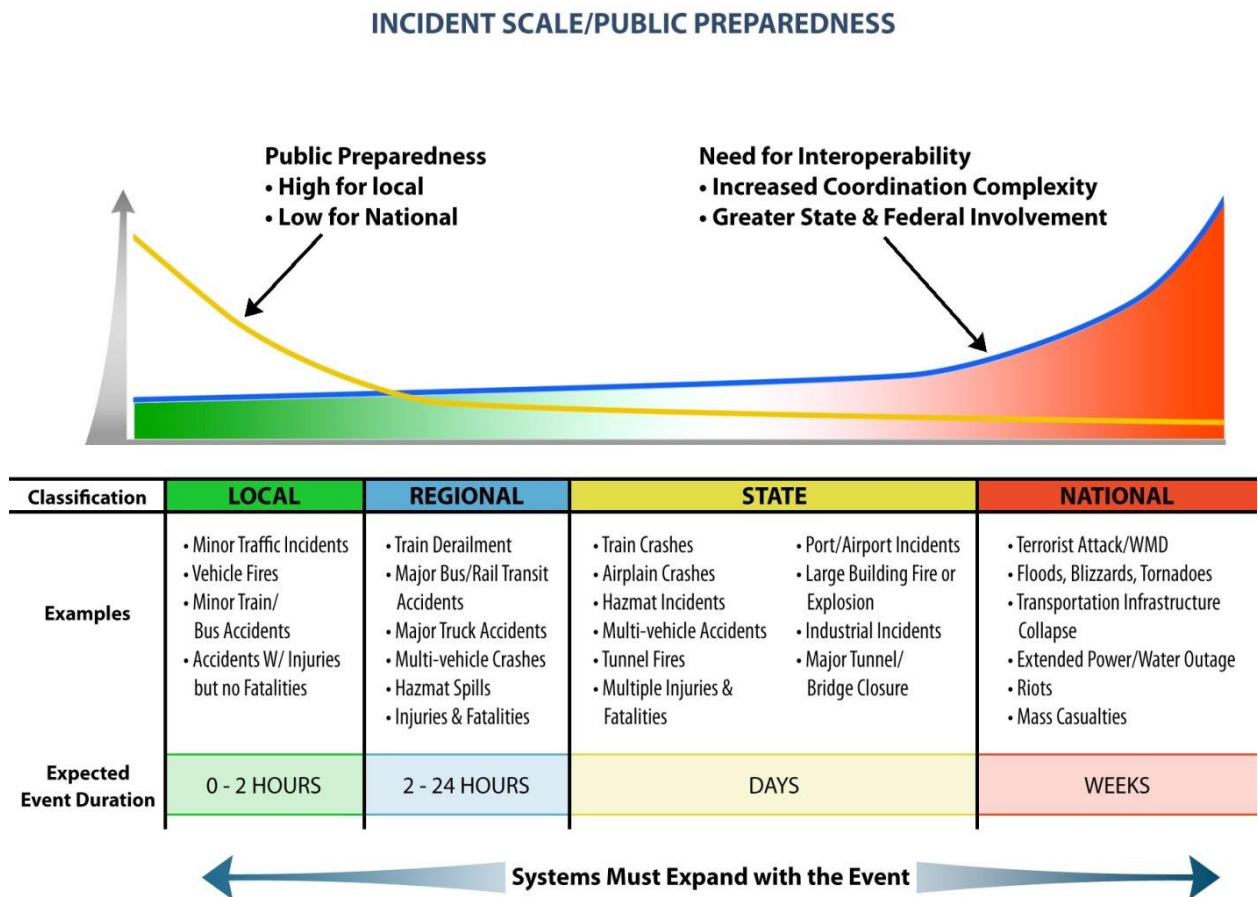 INCIDENT SCALE/PUBLIC PREPAREDNESS
Public Preparedness
• High for local
• Low for National
Need for Interoperability
• Increased Coordination Complexity
• Greater State & Federal Involvement
Classification
LOCAL
REGIONAL
STATE
NATIONAL
Examples
• Minor Traffic Incidents
• Vehicle Fires
• Minor Train/
Bus Accidents
• Accidents W/ Injuries
but no Fatalities
• Train Derailment
• Major Bus/Rail Transit
Accidents
• Major Truck Accidents
• Multi-vehicle Crashes
• Hazmat Spills
• Injuries & Fatalities
• Train Crashes
• Airplain Crashes
• Hazmat Incidents
• Multi-vehicle Accidents
• Tunnel Fires
• Multiple Injuries &
Fatalities
• Port/Airport Incidents
• Large Building Fire or
Explosion
• Industrial Incidents
• Major Tunnel/
Bridge Closure
• Terrorist Attack/WMD
• Floods, Blizzards, Tornadoes
• Transportation Infrastructure
Collapse
• Extended Power/Water Outage
• Riots
• Mass Casualties
Expected
Event Duration
0 - 2 HOURS
2 - 24 HOURS
DAYS
WEEKS
Systems Must Expand with the Event